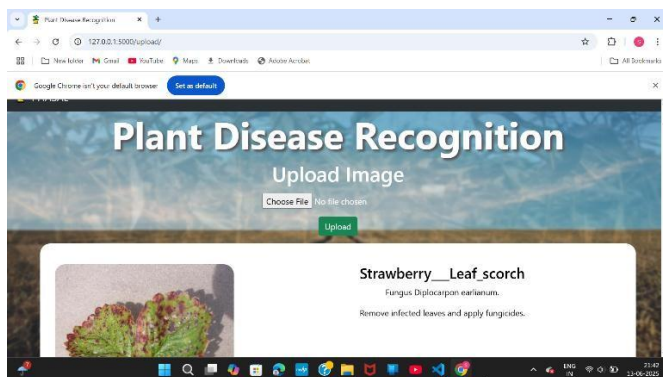 Plant Disease Recognition
127.0.0.1:5000/upload/
New folder Gmail YouTube Maps Downloads Adobe Acrobat All Bookmarks
Google Chrome isn't your default browser Set as default
Plant Disease Recognition
Upload Image
Choose File No file chosen
Upload
Strawberry___Leaf_scorch
Fungus Diplocarpon earlianum.
Remove infected leaves and apply fungicides.
ENG 21:42
IN 13-06-2025